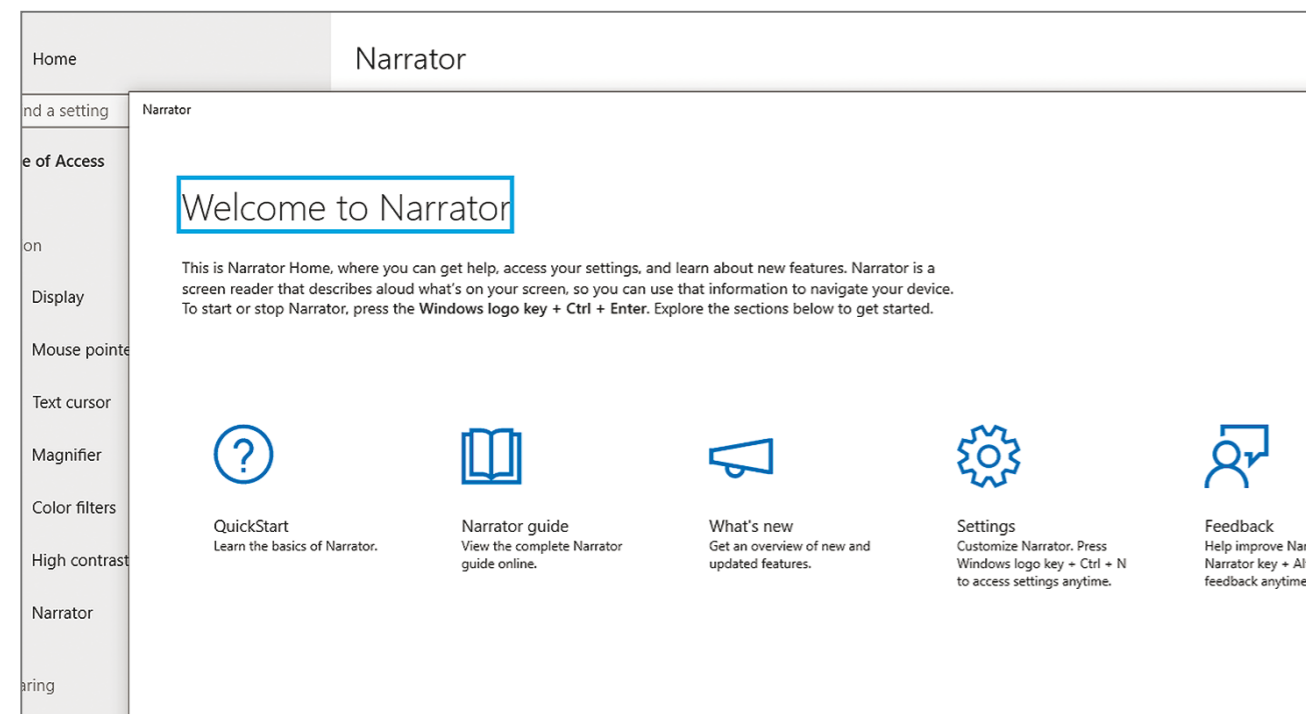 Home
Narrator
nd a setting
Narrator
e of Access
Welcome to Narrator
on
This is Narrator Home, where you can get help, access your settings, and learn about new features. Narrator is a
screen reader that describes aloud what's on your screen, so you can use that information to navigate your device.
To start or stop Narrator, press the Windows logo key + Ctrl + Enter. Explore the sections below to get started.
Display
Mouse pointe
Text cursor
Magnifier
Color filters
High contrast
Narrator
aring
QuickStart
Learn the basics of Narrator.
Narrator guide
View the complete Narrator
guide online.
What's new
Get an overview of new and
updated features.
Settings
Customize Narrator. Press
Windows logo key + Ctrl + N
to access settings anytime.
Feedback
Help improve Nar
Narrator key + Al
feedback anytime